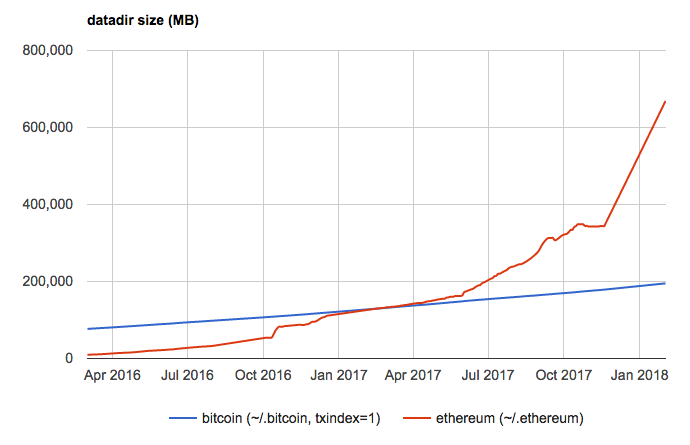 datadir size (MB)
800,000
600,000
400,000
200,000
0
Apr 2016 Jul 2016 Oct 2016 Jan 2017 Apr 2017 Jul 2017 Oct 2017 Jan 2018
bitcoin (~/.bitcoin, txindex=1) ethereum (~/.ethereum)